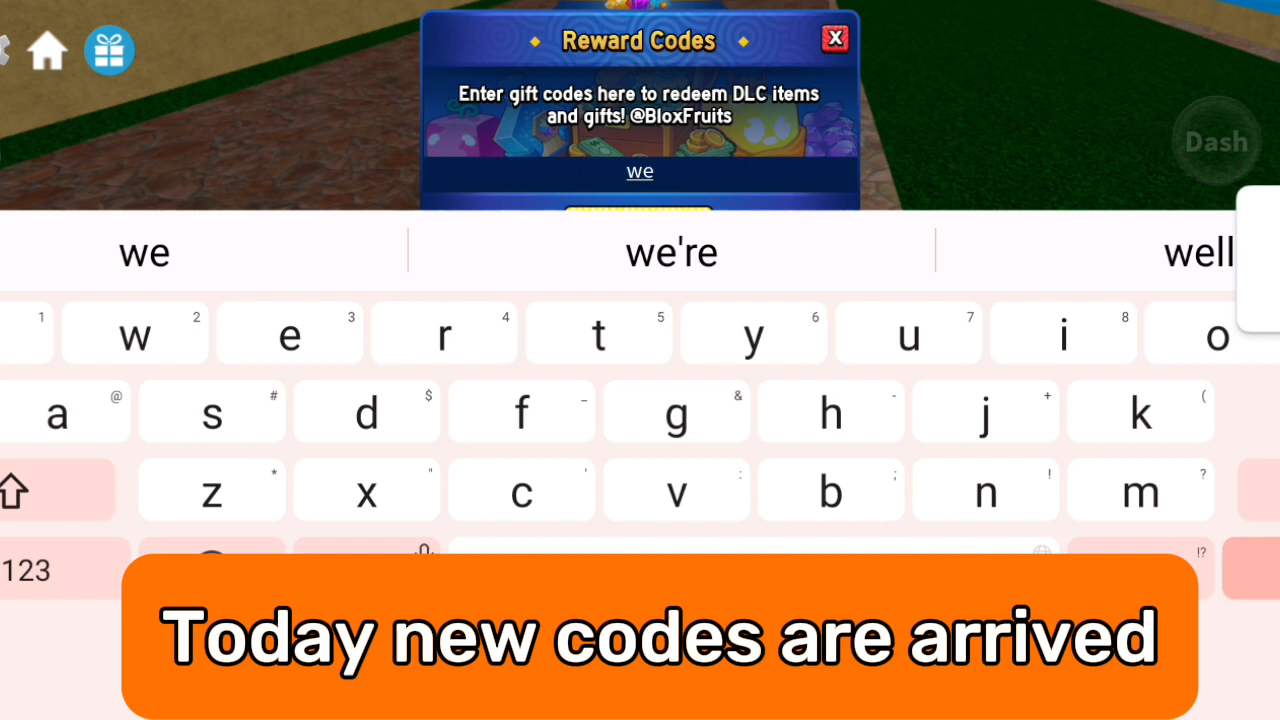 Reward Codes
X
Enter gift codes here to redeem DLC items
and gifts! @BloxFruits
Dash
we
we we're well
1 w 2 e 3 r 4 t 5 y 6 u 7 i 8 o
a @ s # d $ f _ g & h - j + k (
z * x " c ' v : b ; n ! m ?
123 !?
Today new codes are arrived